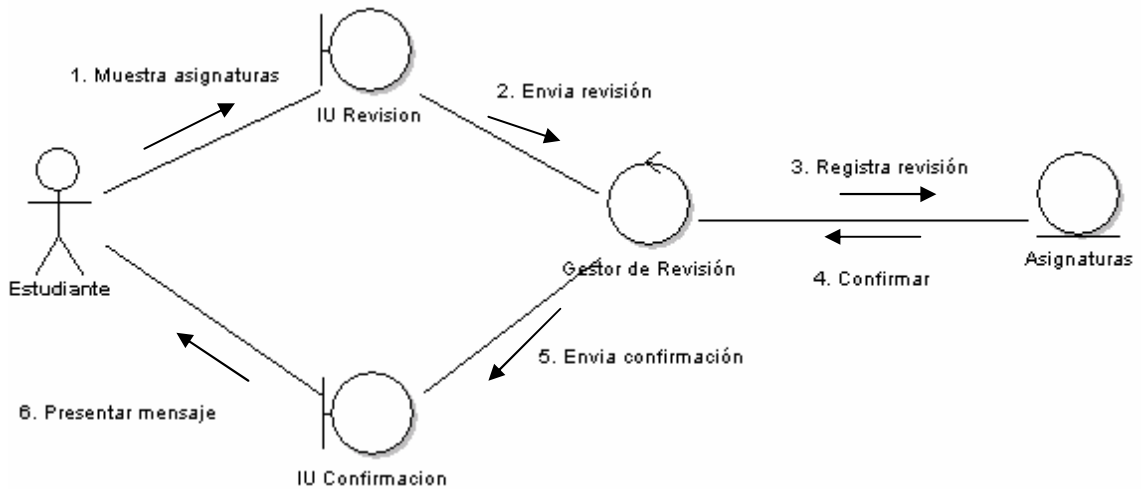 1. Muestra asignaturas
IU Revision
2. Envia revisión
3. Registra revisión
Estudiante
Gestor de Revisión
Asignaturas
4. Confirmar
5. Envia confirmación
6. Presentar mensaje
IU Confirmacion